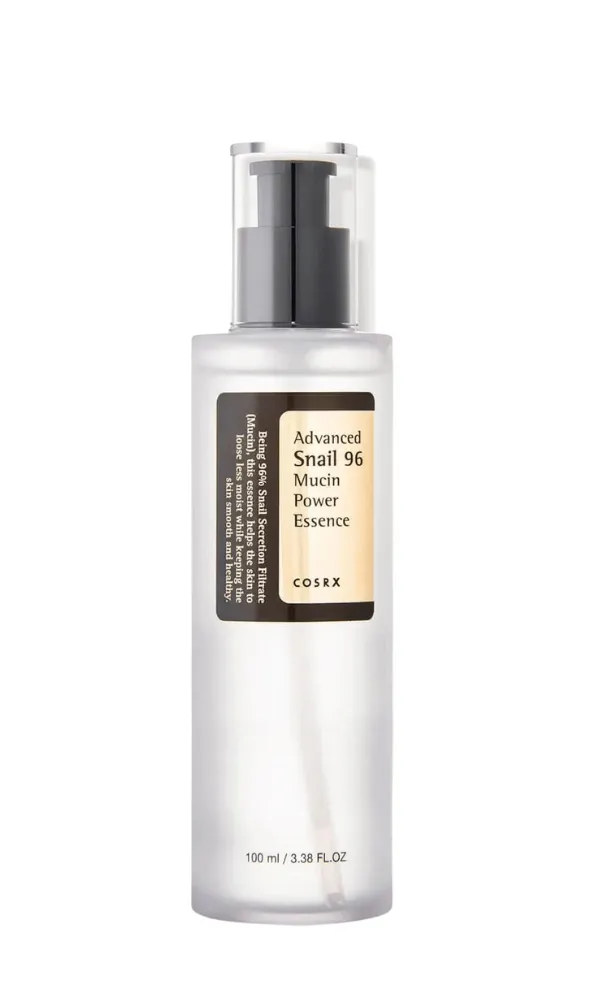 Being 96% Snail Secretion Filtrate
(Mucin), this essence helps the skin to
loose less moist while keeping the
skin smooth and healthy.
Advanced
Snail 96
Mucin
Power
Essence
COSRX
100 ml / 3.38 FL.OZ